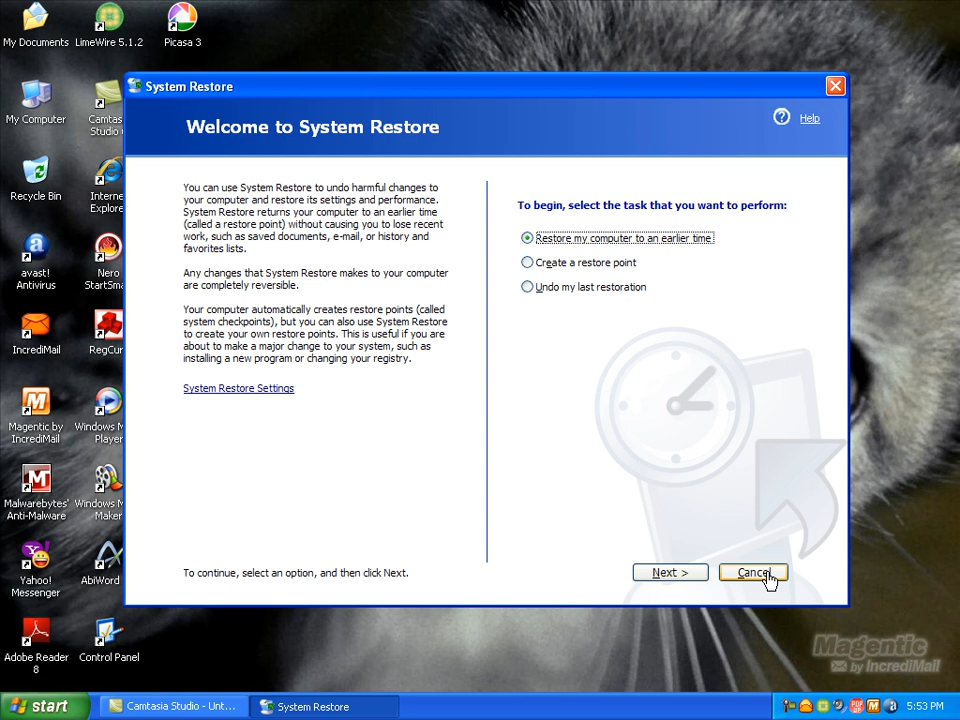 My Documents
LimeWire 5.1.2
Picasa 3
System Restore
Welcome to System Restore
Help
My Computer
Camtas
Studio
Recycle Bin
Interne
Explore
avast!
Antivirus
Nero
StartSma
IncrediMail
RegCur
Magentic by
IncrediMail
Windows M
Player
Malwarebytes'
Anti-Malware
Windows M
Maker
Yahoo!
Messenger
AbiWord
Adobe Reader
8
Control Panel
You can use System Restore to undo harmful changes to
your computer and restore its settings and performance.
System Restore returns your computer to an earlier time
(called a restore point) without causing you to lose recent
work, such as saved documents, e-mail, or history and
favorites lists.
Any changes that System Restore makes to your computer
are completely reversible.
Your computer automatically creates restore points (called
system checkpoints), but you can also use System Restore
to create your own restore points. This is useful if you are
about to make a major change to your system, such as
installing a new program or changing your registry.
System Restore Settings
To continue, select an option, and then click Next.
To begin, select the task that you want to perform:
Restore my computer to an earlier time
Create a restore point
Undo my last restoration
Next >
Cancel
Magentic
by IncrediMail
start
Camtasia Studio - Unt...
System Restore
5:53 PM